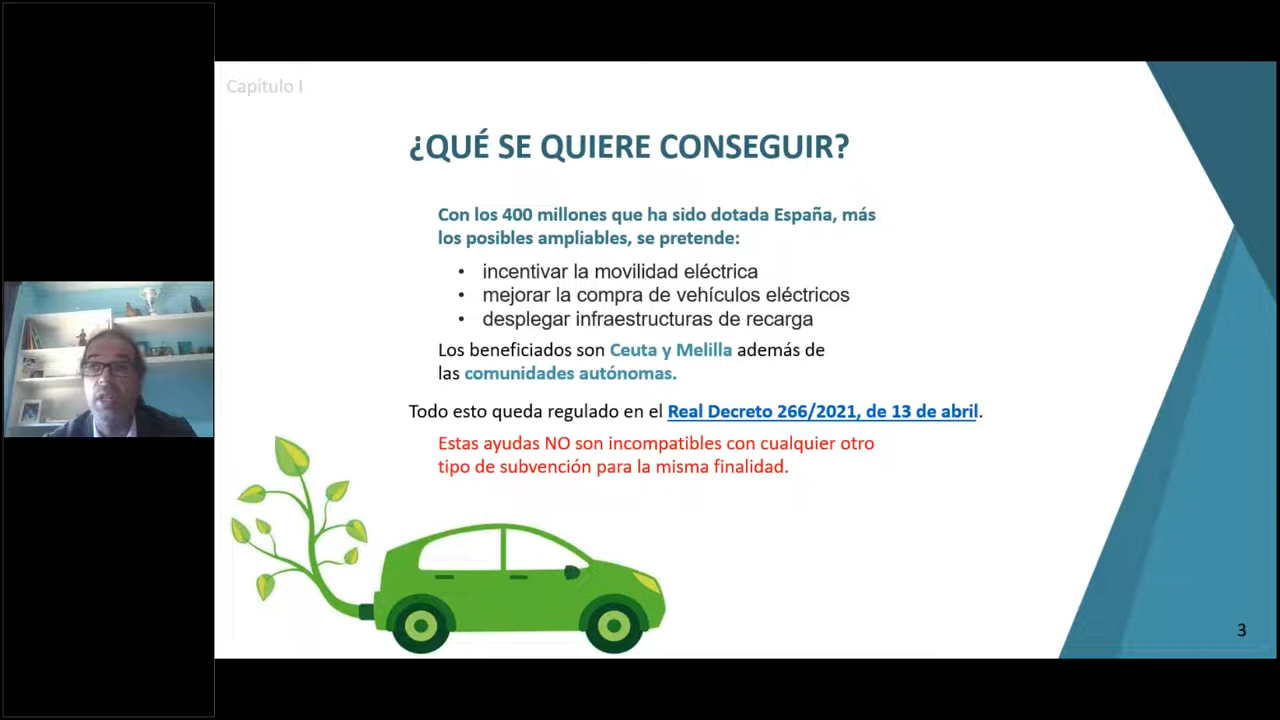 Capítulo I
¿QUÉ SE QUIERE CONSEGUIR?
Con los 400 millones que ha sido dotada España, más
los posibles ampliables, se pretende:
• incentivar la movilidad eléctrica
• mejorar la compra de vehículos eléctricos
• desplegar infraestructuras de recarga
Los beneficiados son Ceuta y Melilla además de
las comunidades autónomas.
Todo esto queda regulado en el Real Decreto 266/2021, de 13 de abril.
Estas ayudas NO son incompatibles con cualquier otro
tipo de subvención para la misma finalidad.
3